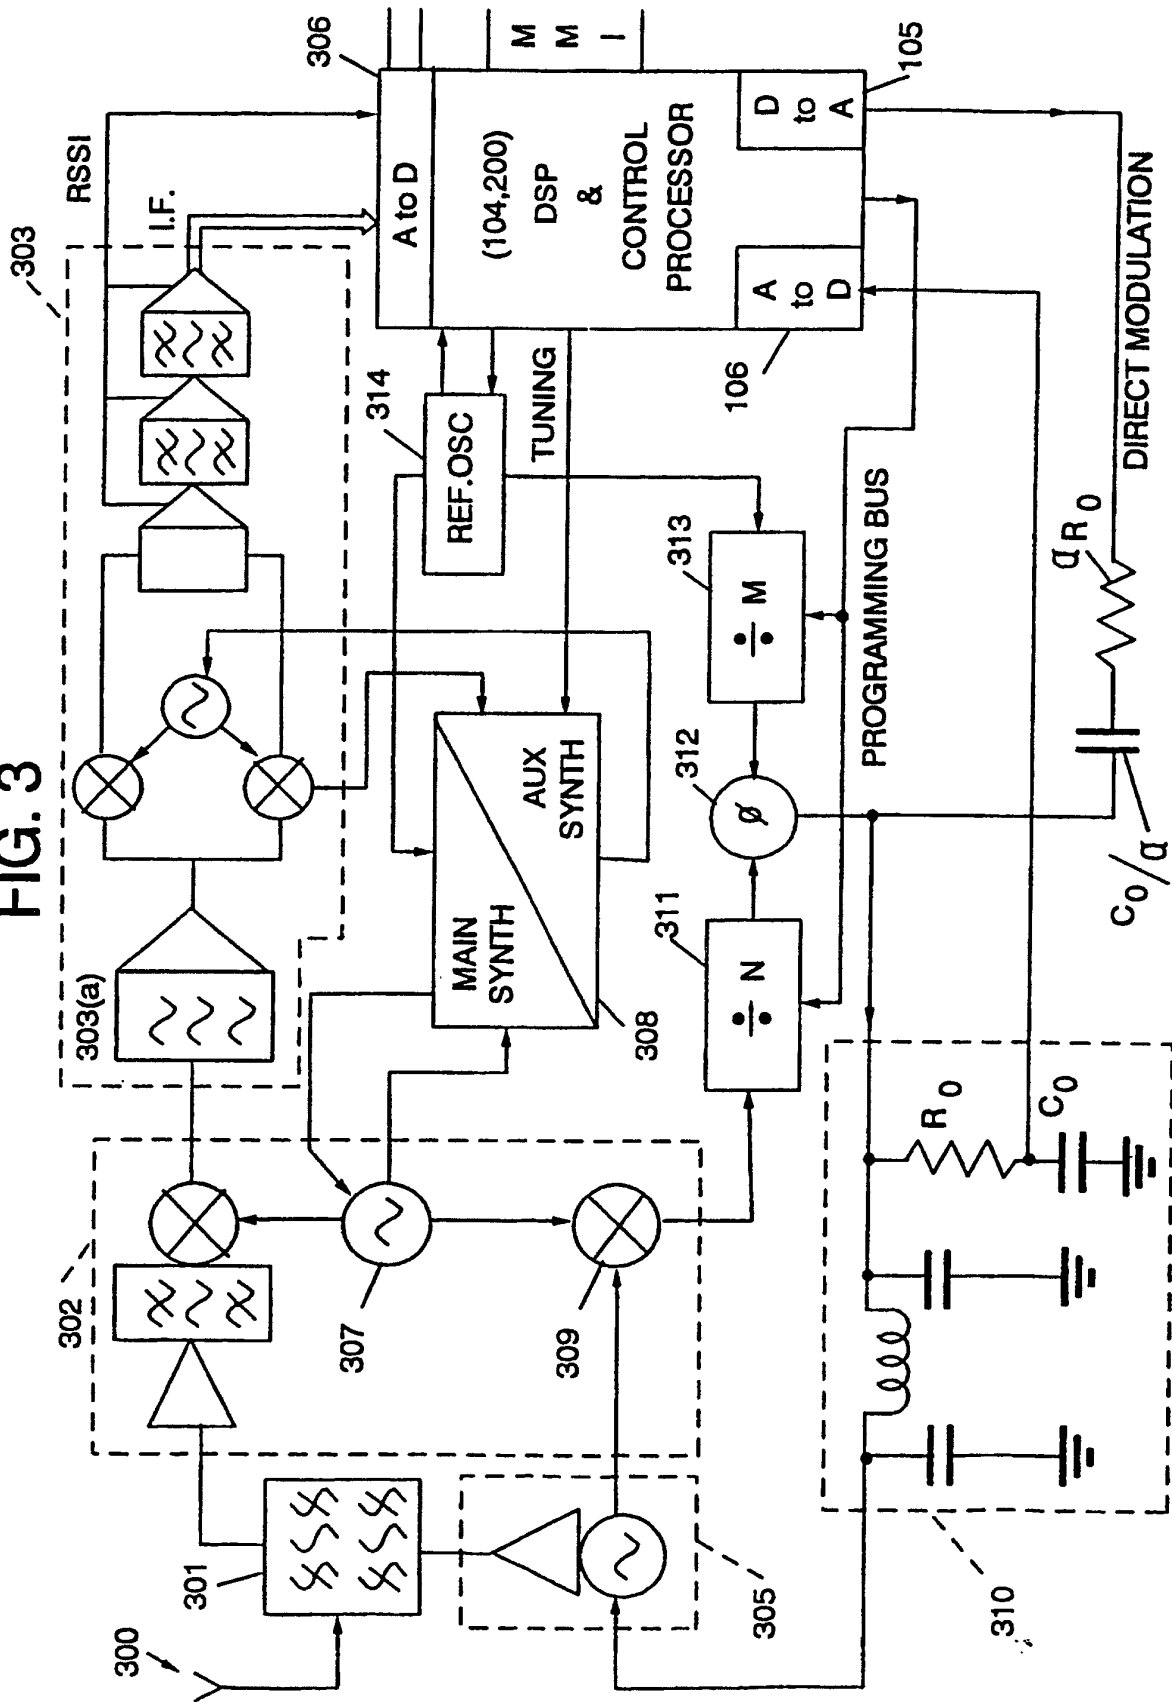 FIG. 3
300
301
302
303
303(a)
RSSI
I.F.
306
A to D
(104,200)
DSP
&
CONTROL
PROCESSOR
M
M
I
D
to
A
105
A
to
D
106
314
REF.OSC
TUNING
MAIN
SYNTH
AUX
SYNTH
308
307
309
305
311
÷ N
312
ø
313
÷ M
PROGRAMMING BUS
DIRECT MODULATION
αR0
C0/α
R0
C0
310